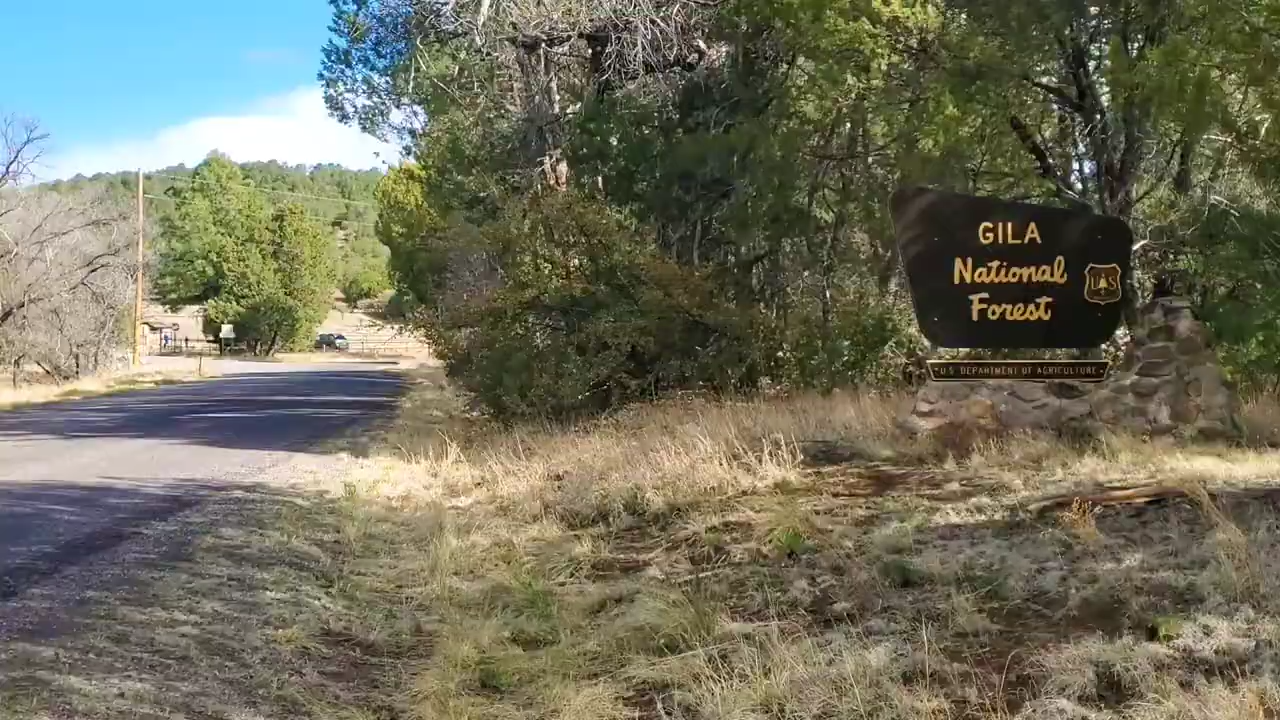 GILA
National
Forest
U S
U.S. DEPARTMENT OF AGRICULTURE